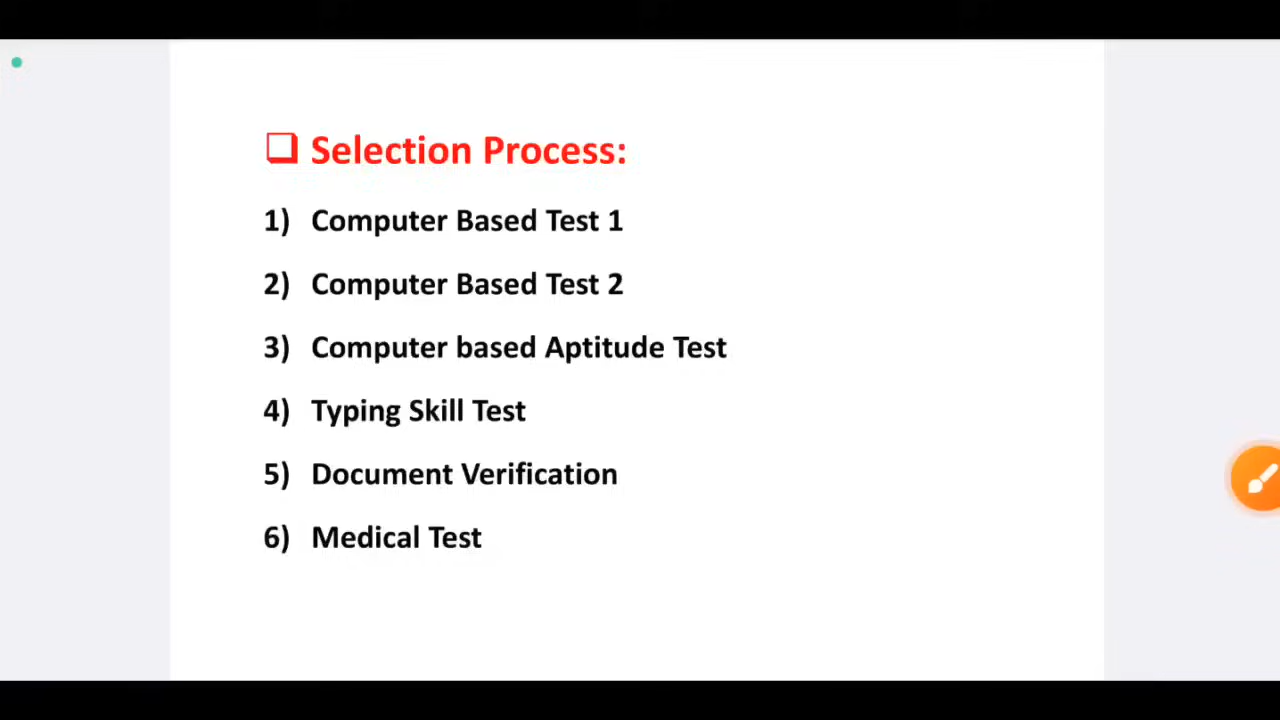 ❑ Selection Process:
1) Computer Based Test 1
2) Computer Based Test 2
3) Computer based Aptitude Test
4) Typing Skill Test
5) Document Verification
6) Medical Test